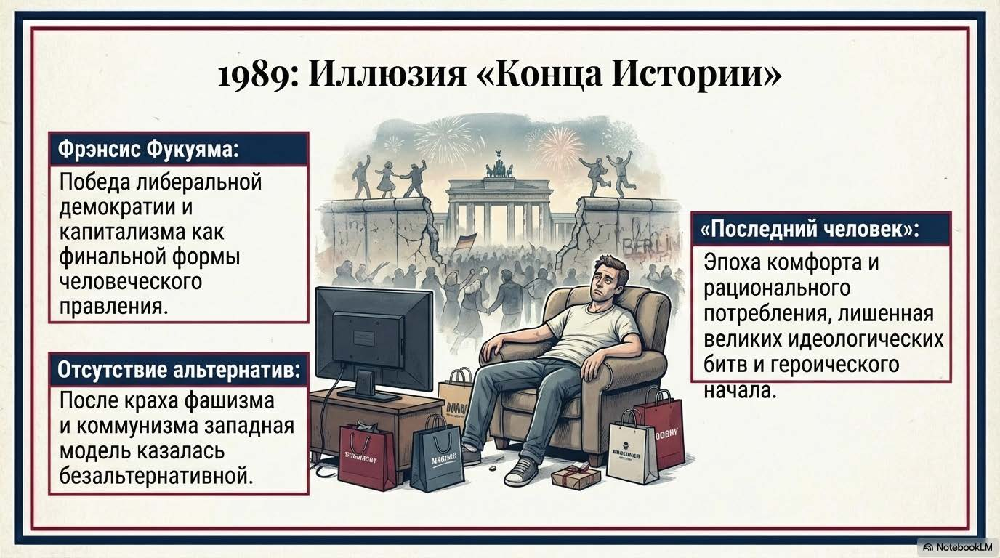 1989: Иллюзия «Конца Истории»
Фрэнсис Фукуяма:
Победа либеральной
демократии и
капитализма как
финальной формы
человеческого
правления.
Отсутствие альтернатив:
После краха фашизма
и коммунизма западная
модель казалась
безальтернативной.
«Последний человек»:
Эпоха комфорта и
рационального
потребления, лишенная
великих идеологических
битв и героического
начала.
BERLIN
NotebookLM